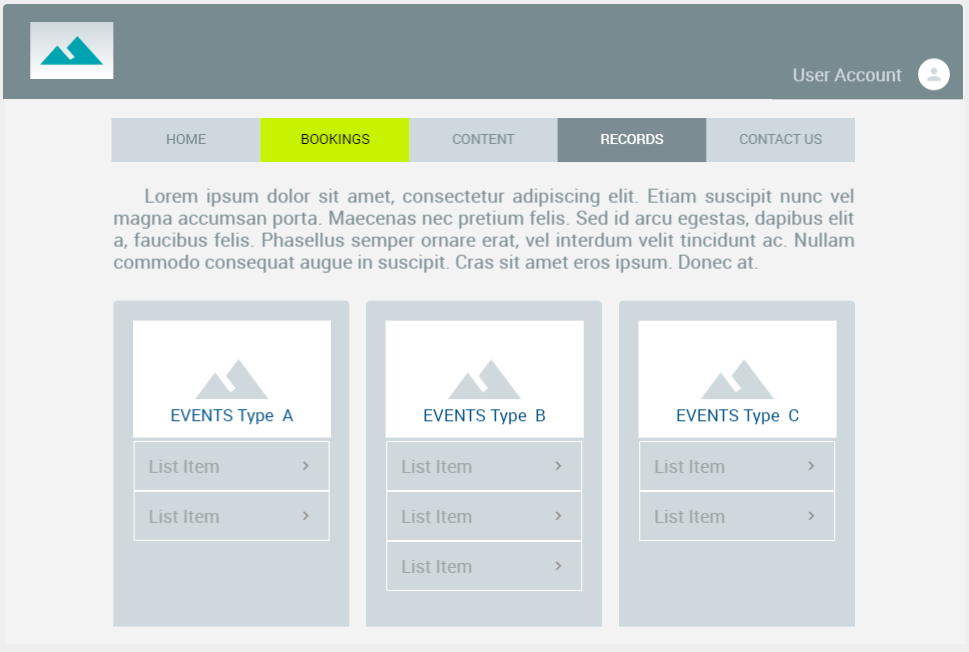 User Account
HOME BOOKINGS CONTENT RECORDS CONTACT US
Lorem ipsum dolor sit amet, consectetur adipiscing elit. Etiam suscipit nunc vel
magna accumsan porta. Maecenas nec pretium felis. Sed id arcu egestas, dapibus elit
a, faucibus felis. Phasellus semper ornare erat, vel interdum velit tincidunt ac. Nullam
commodo consequat augue in suscipit. Cras sit amet eros ipsum. Donec at.
EVENTS Type A
List Item
List Item
EVENTS Type B
List Item
List Item
List Item
EVENTS Type C
List Item
List Item